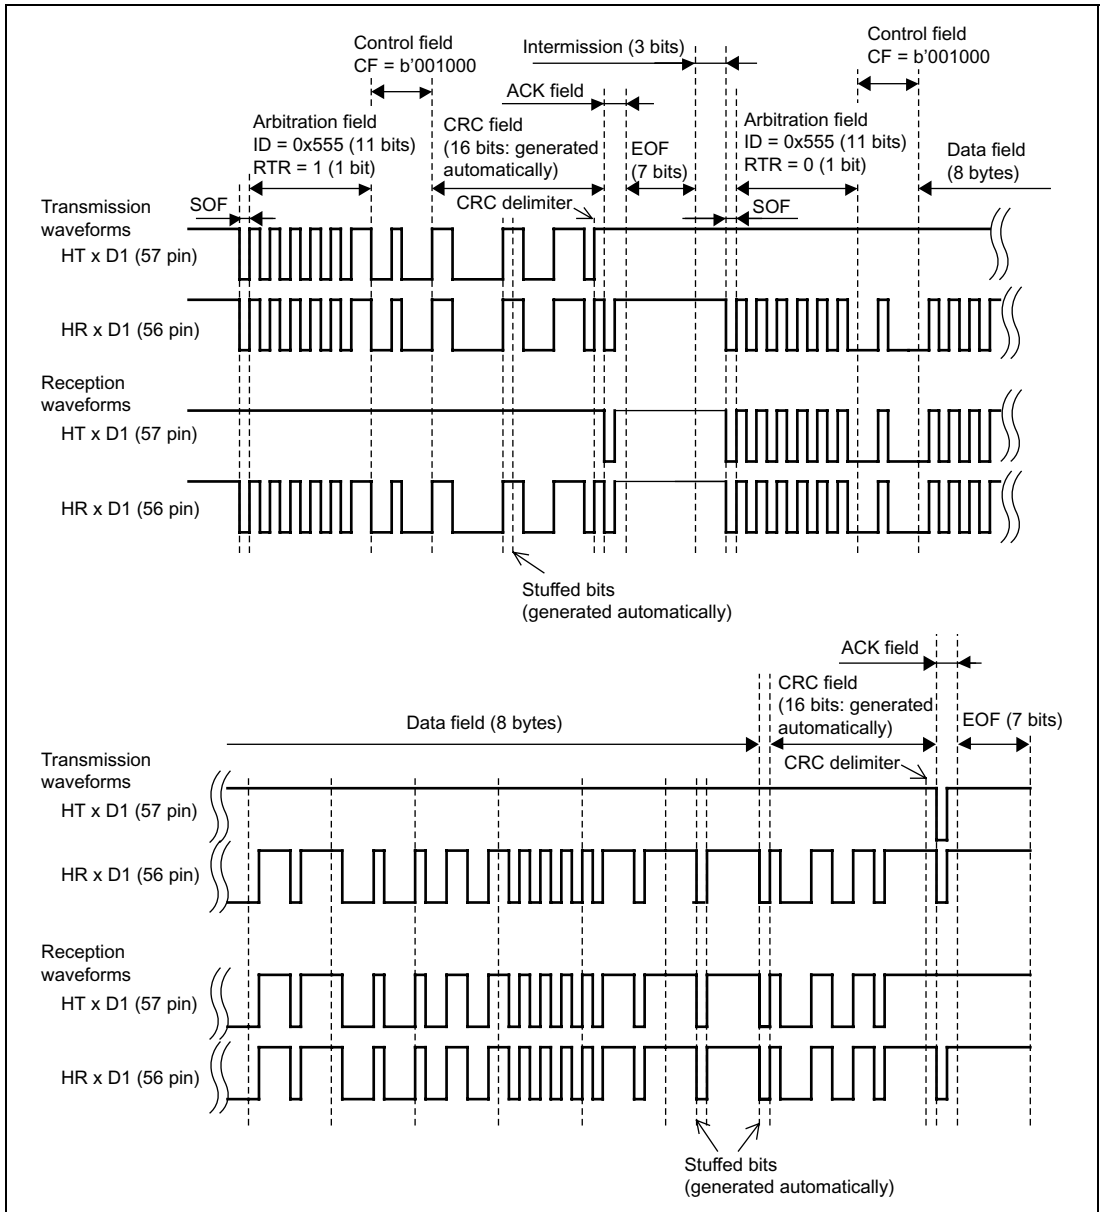 Control field
CF = b'001000
Intermission (3 bits)
Control field
CF = b'001000
ACK field
Arbitration field
ID = 0x555 (11 bits)
RTR = 1 (1 bit)
CRC field
(16 bits: generated
automatically)
EOF
(7 bits)
Arbitration field
ID = 0x555 (11 bits)
RTR = 0 (1 bit)
Data field
(8 bytes)
Transmission
waveforms
SOF
CRC delimiter
SOF
HT x D1 (57 pin)
HR x D1 (56 pin)
Reception
waveforms
HT x D1 (57 pin)
HR x D1 (56 pin)
Stuffed bits
(generated automatically)
ACK field
CRC field
(16 bits: generated
automatically)
Data field (8 bytes)
EOF (7 bits)
Transmission
waveforms
CRC delimiter
HT x D1 (57 pin)
HR x D1 (56 pin)
Reception
waveforms
HT x D1 (57 pin)
HR x D1 (56 pin)
Stuffed bits
(generated automatically)